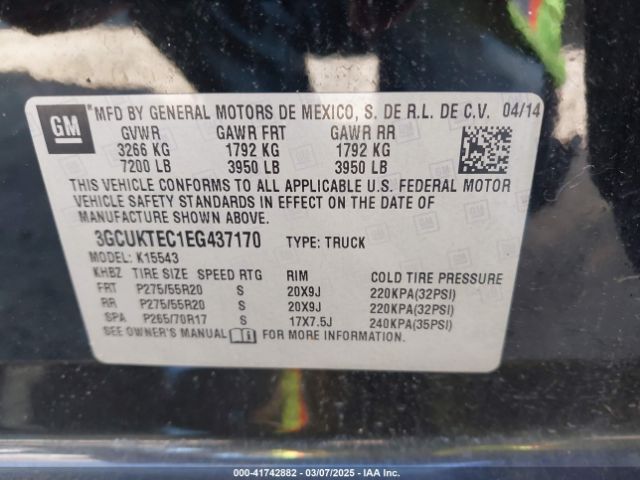 GM
*MFD BY GENERAL MOTORS DE MEXICO, S. DE R.L. DE C.V. 04/14
GVWR GAWR FRT GAWR RR
3266 KG 1792 KG 1792 KG
7200 LB 3950 LB 3950 LB
THIS VEHICLE CONFORMS TO ALL APPLICABLE U.S. FEDERAL MOTOR
VEHICLE SAFETY STANDARDS IN EFFECT ON THE DATE OF
MANUFACTURE SHOWN ABOVE.
3GCUKTEC1EG437170 TYPE: TRUCK
MODEL: K15543
KHBZ TIRE SIZE SPEED RTG RIM COLD TIRE PRESSURE
FRT P275/55R20 S 20X9J 220KPA(32PSI)
RR P275/55R20 S 20X9J 220KPA(32PSI)
SPA P265/70R17 S 17X7.5J 240KPA(35PSI)
SEE OWNER'S MANUAL FOR MORE INFORMATION.
000-41742882 — 03/07/2025 — IAA Inc.